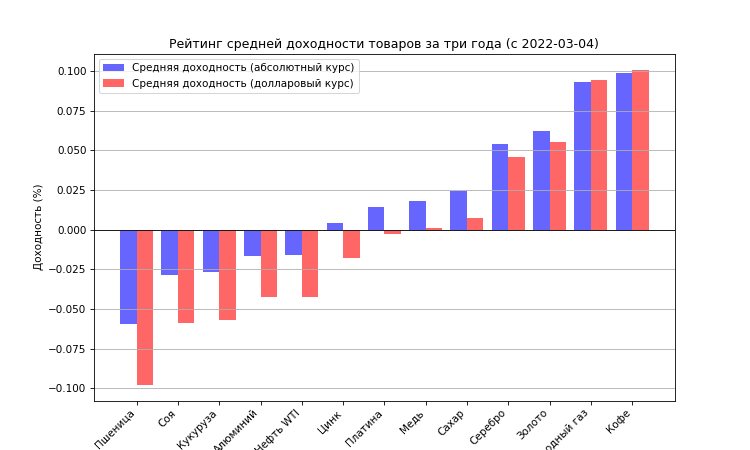 Рейтинг средней доходности товаров за три года (с 2022-03-04)
Средняя доходность (абсолютный курс)
Средняя доходность (долларовый курс)
Доходность (%)
0.100
0.075
0.050
0.025
0.000
−0.025
−0.050
−0.075
−0.100
Пшеница
Соя
Кукуруза
Алюминий
Нефть WTI
Цинк
Платина
Медь
Сахар
Серебро
Золото
одный газ
Кофе